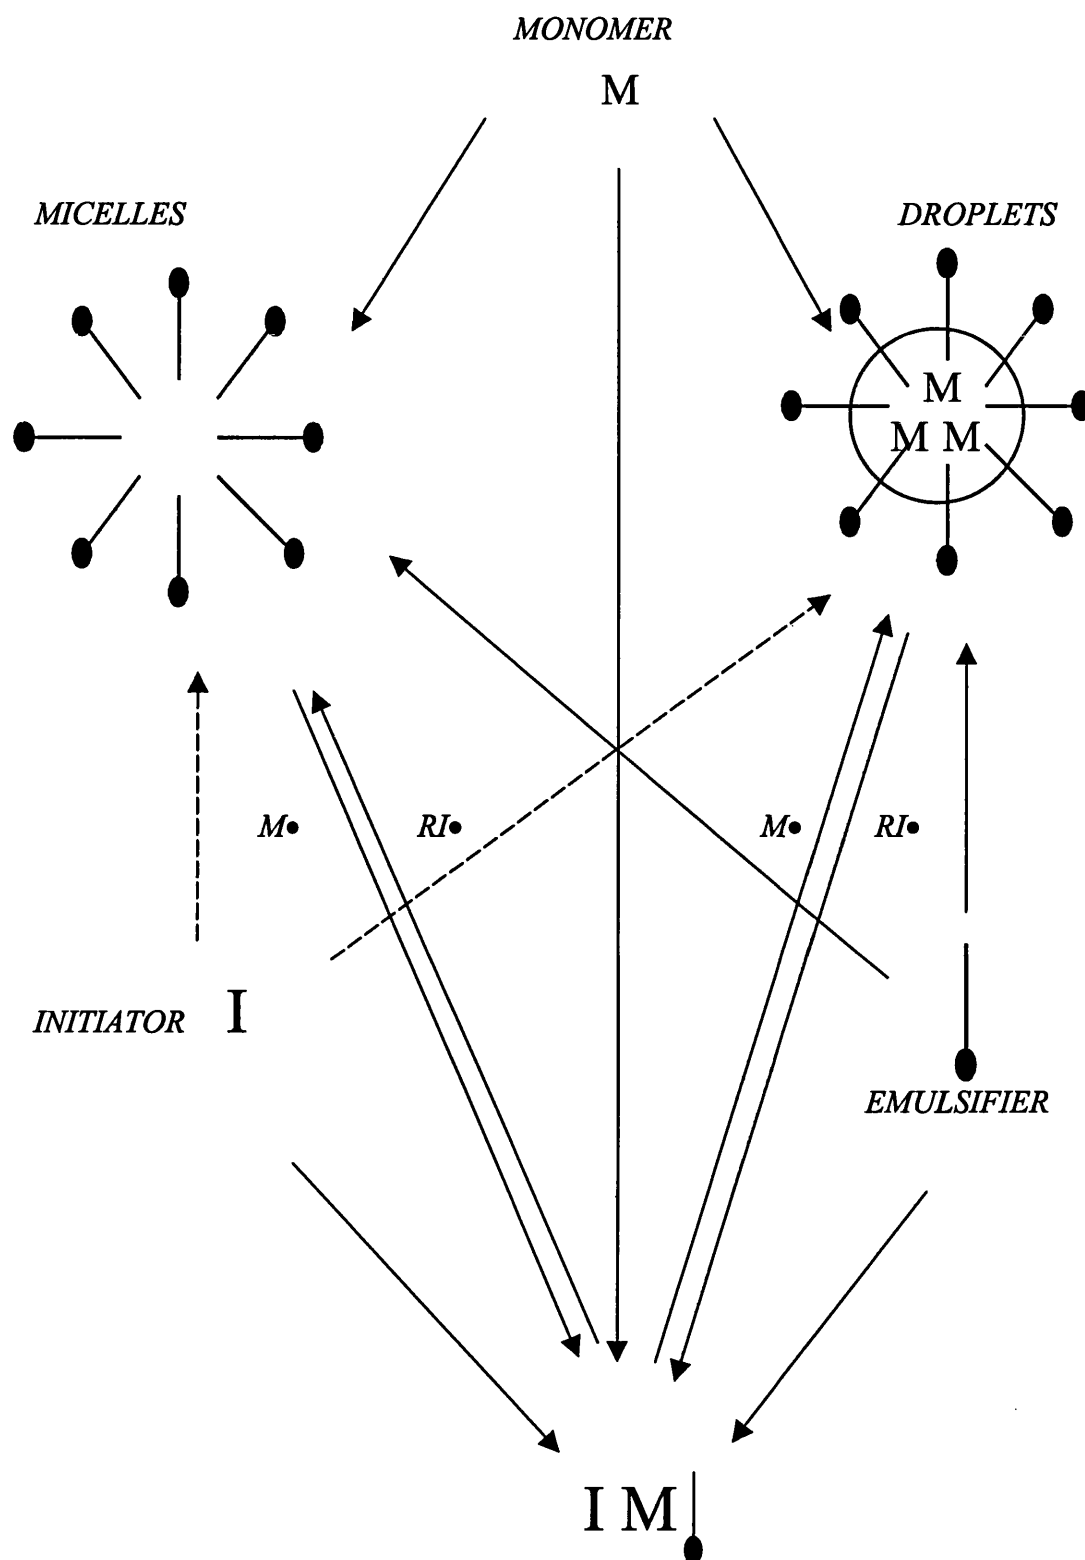 MONOMER
M
MICELLES
DROPLETS
M
M M
M• RI• M• RI•
INITIATOR I
EMULSIFIER
I M